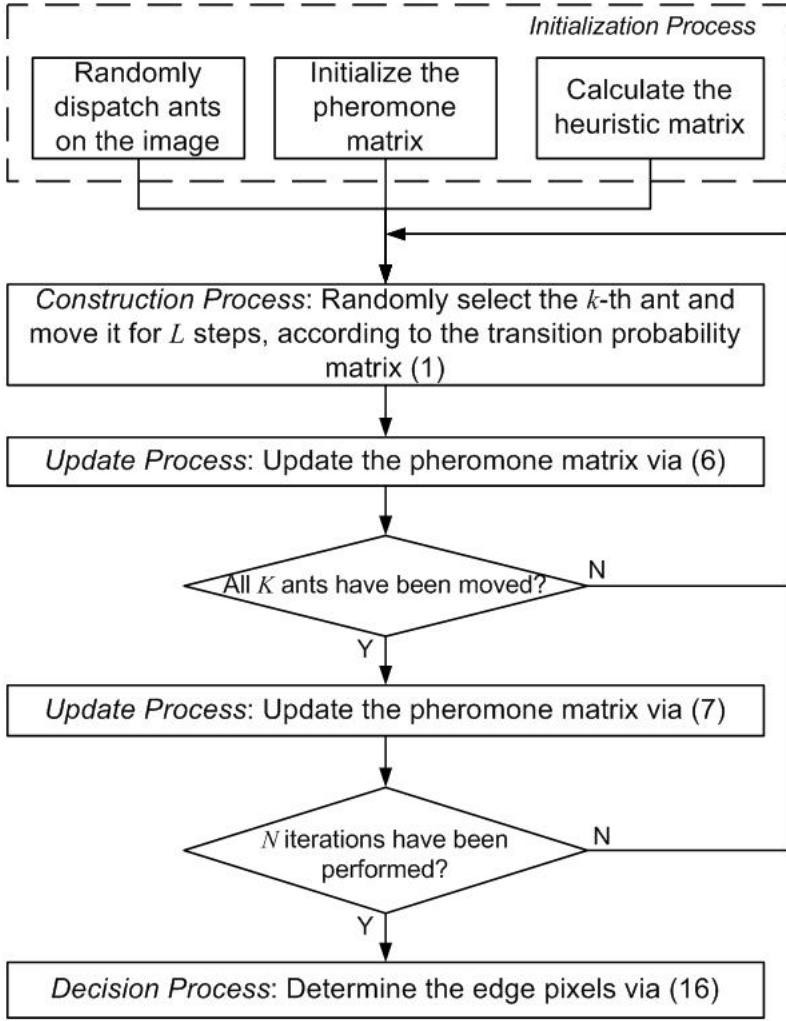 Initialization Process
Randomly
dispatch ants
on the image
Initialize the
pheromone
matrix
Calculate the
heuristic matrix
Construction Process: Randomly select the k-th ant and
move it for L steps, according to the transition probability
matrix (1)
Update Process: Update the pheromone matrix via (6)
All K ants have been moved?
N
Y
Update Process: Update the pheromone matrix via (7)
N iterations have been
performed?
N
Y
Decision Process: Determine the edge pixels via (16)